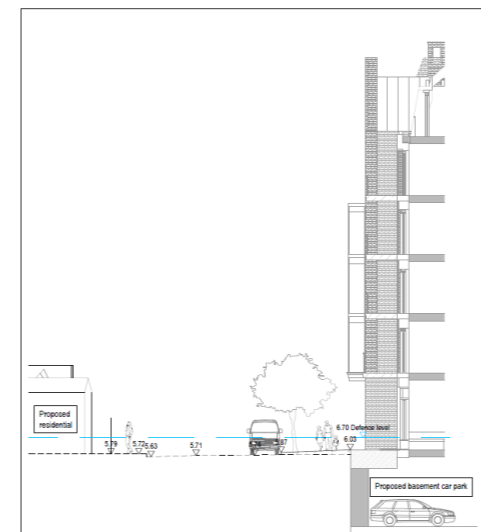 Proposed
residential
6.70 Defence level
5.79
5.72
5.63
5.71
5.87
6.03
Proposed basement car park